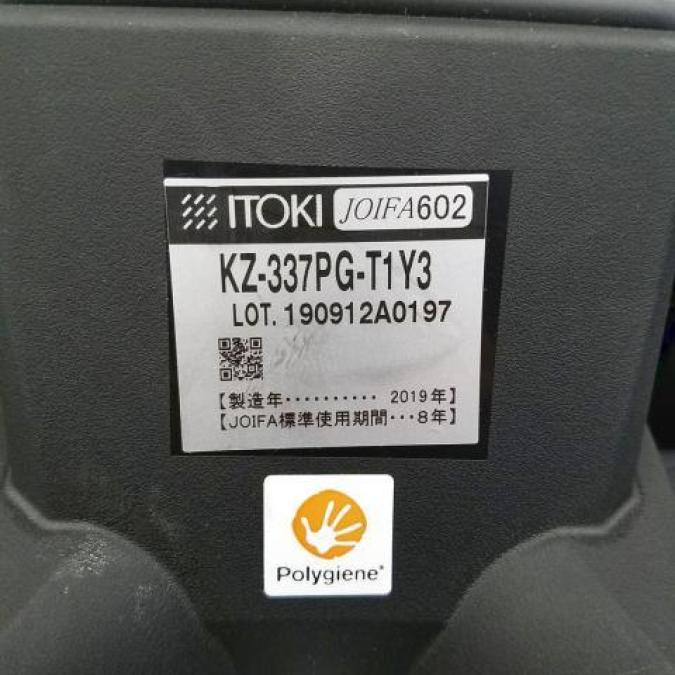 ITOKI JOIFA602
KZ-337PG-T1Y3
LOT. 190912A0197
【製造年・・・・・・・・・・ 2019年】
【JOIFA標準使用期間・・・8年】
Polygiene®